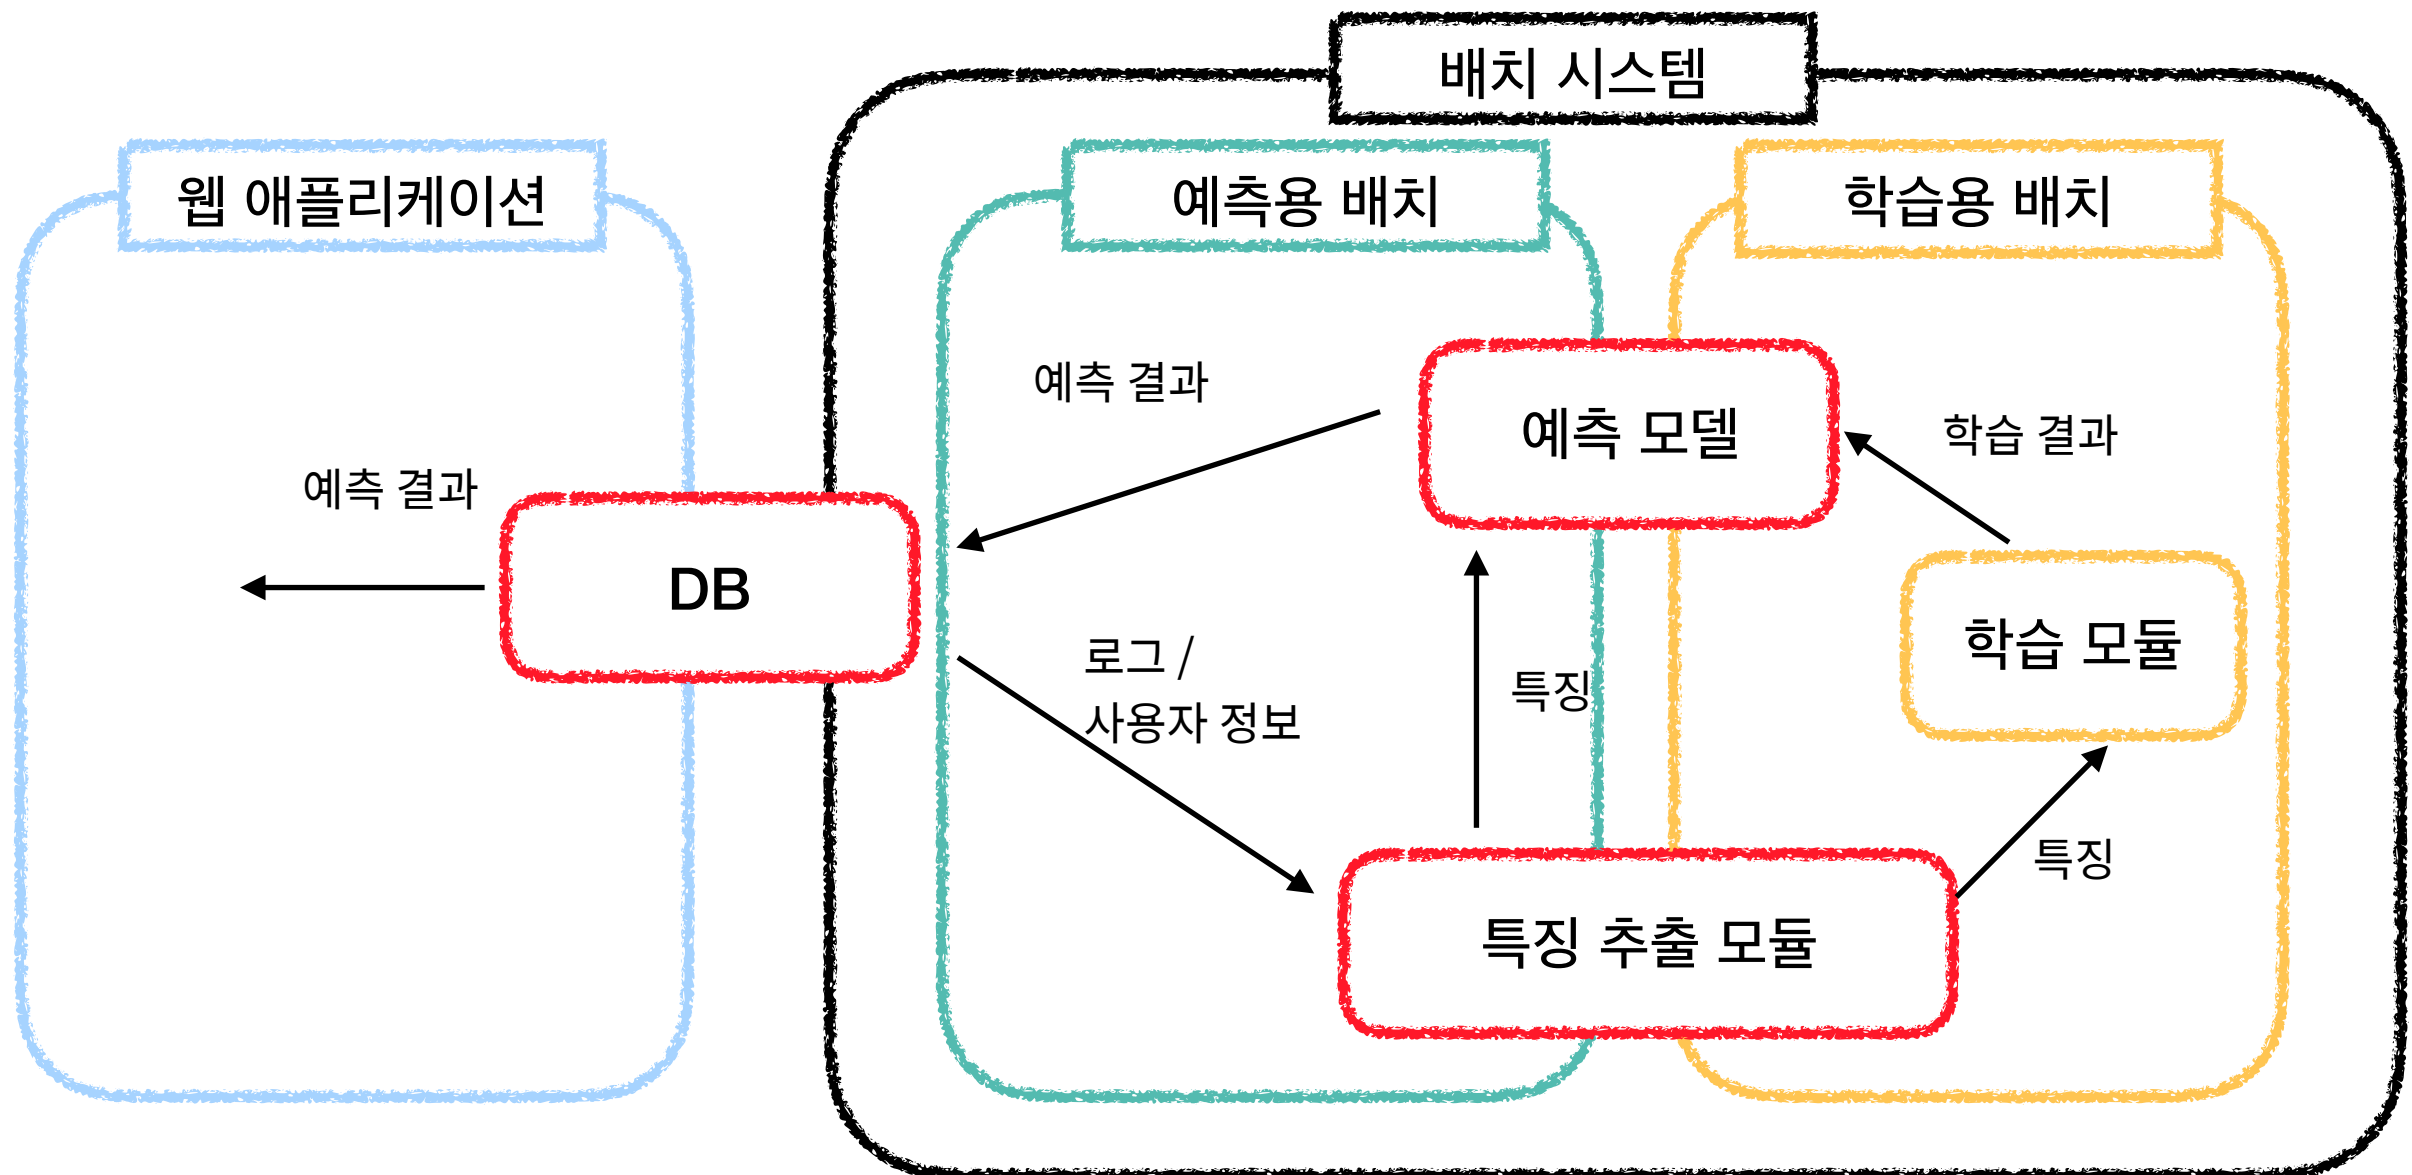 배치 시스템
웹 애플리케이션
예측용 배치
학습용 배치
예측 결과
예측 모델
학습 결과
예측 결과
DB
로그 /
사용자 정보
특징
학습 모듈
특징
특징 추출 모듈